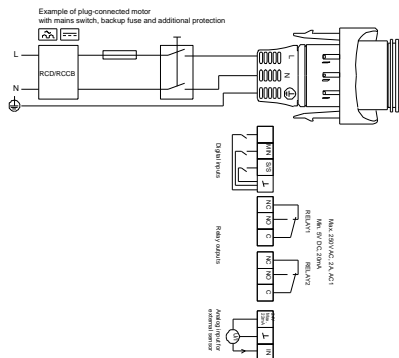 Example of plug-connected motor
with mains switch, backup fuse and additional protection
L
RCD/RCCB
N
L
N
Digital inputs
MIN
S/S
Relay outputs
NC
NO
C
RELAY1
Max. 250 V AC, 2A, AC1
Min. 5V DC, 20mA
NC
NO
C
RELAY2
Analog input for
external sensor
IN